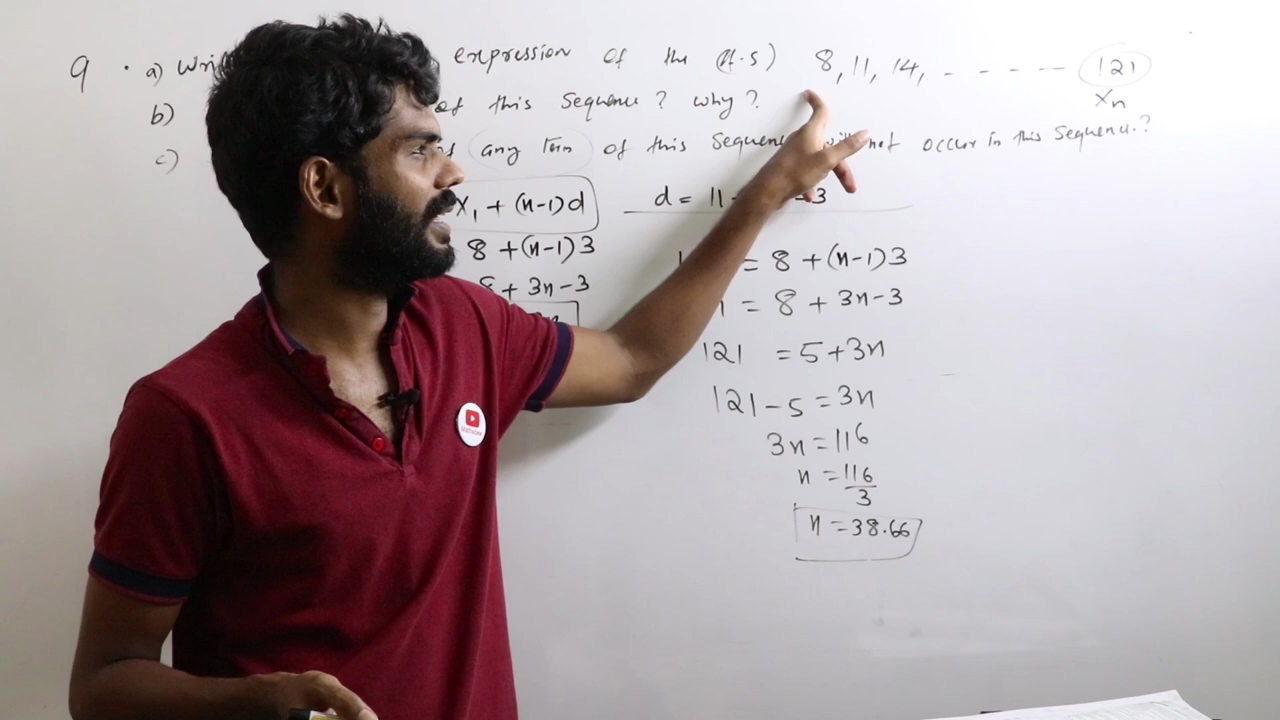 9. a) expression of the (A.S) 8, 11, 14, - - - - — 121
xn
b) of this Sequence? why?
c) any Term of this Sequence will not occur in this Sequence?
x1 + (n-1)d
d = 11 - 3
8 + (n-1)3
= 8 + (n-1)3
8 + 3n-3
= 8 + 3n-3
121 = 5+3n
121-5 = 3n
3n = 116
n = 116/3
n = 38.66